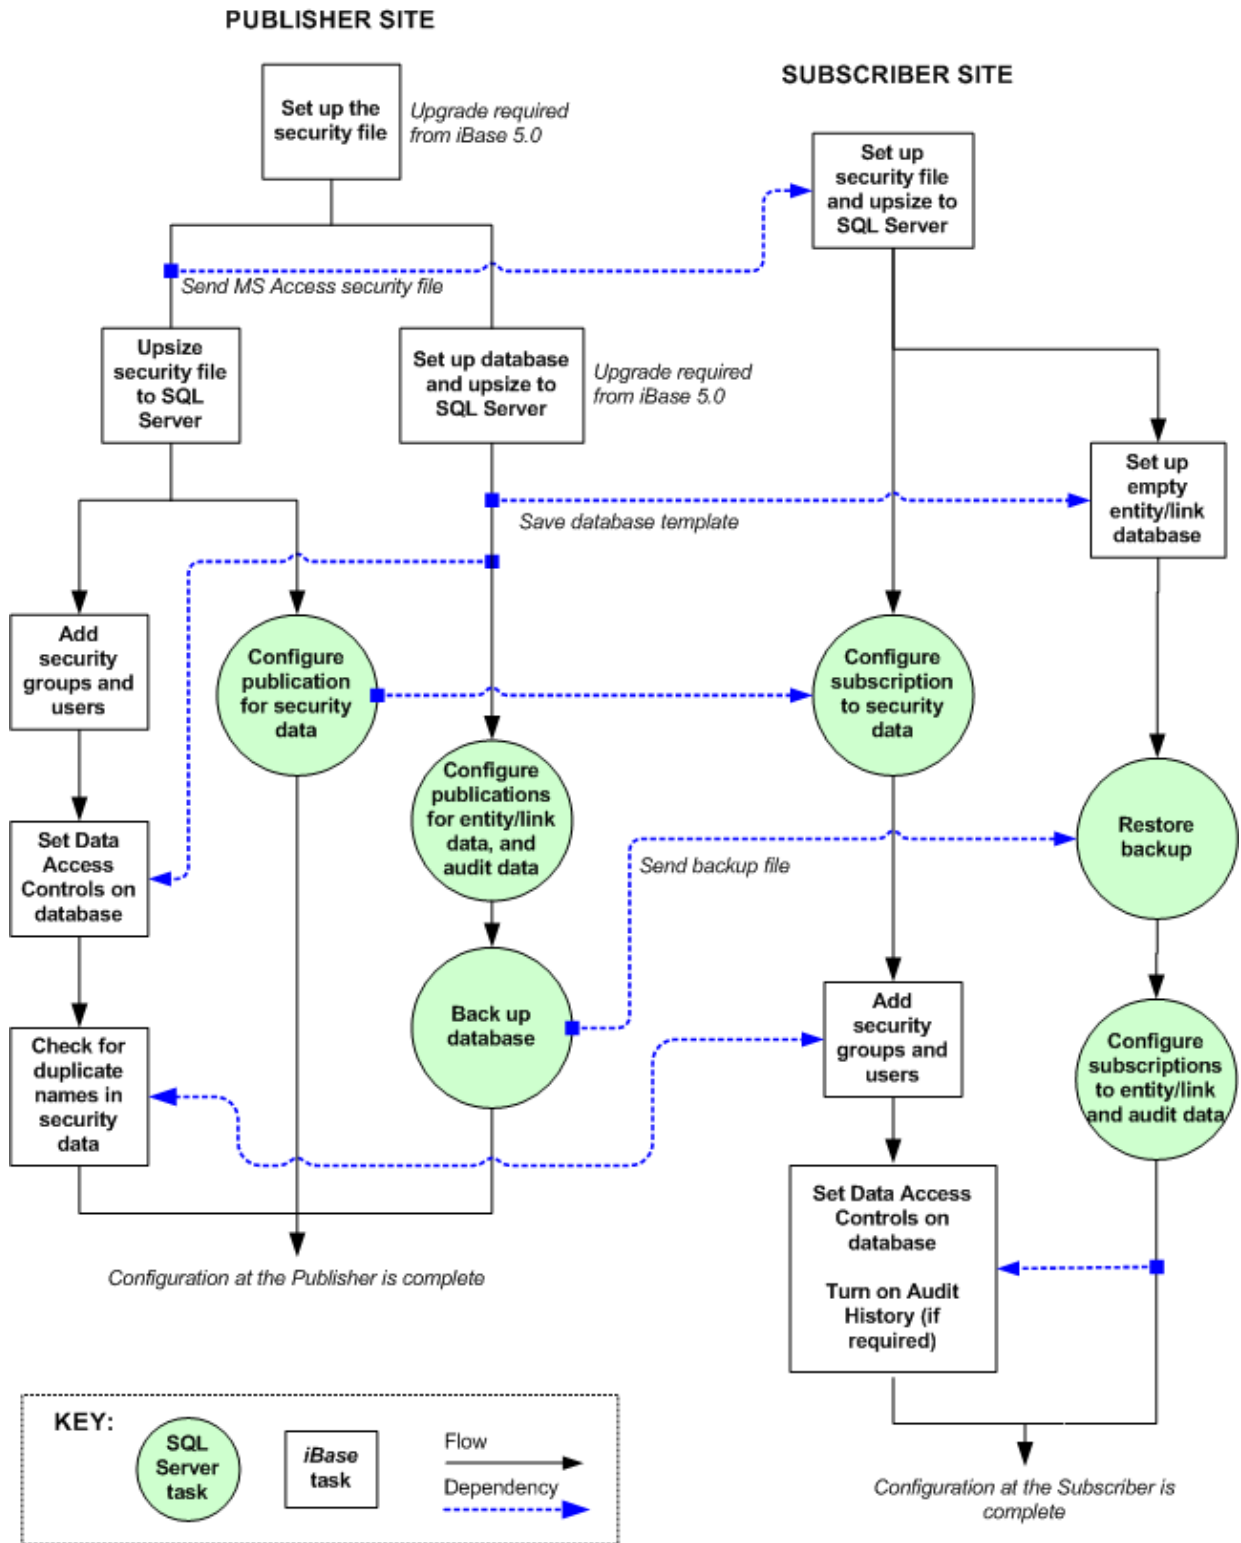 PUBLISHER SITE
SUBSCRIBER SITE
Set up the
security file
Upgrade required
from iBase 5.0
Set up
security file
and upsize to
SQL Server
Send MS Access security file
Upsize
security file
to SQL
Server
Set up database
and upsize to
SQL Server
Upgrade required
from iBase 5.0
Set up
empty
entity/link
database
Save database template
Add
security
groups and
users
Configure
publication
for security
data
Configure
subscription
to security
data
Configure
publications
for entity/link
data, and
audit data
Restore
backup
Set Data
Access
Controls on
database
Send backup file
Back up
database
Add
security
groups and
users
Configure
subscriptions
to entity/link
and audit data
Check for
duplicate
names in
security
data
Set Data Access
Controls on
database
Turn on Audit
History (if
required)
Configuration at the Publisher is complete
KEY:
SQL
Server
task
iBase
task
Flow
Dependency
Configuration at the Subscriber is
complete